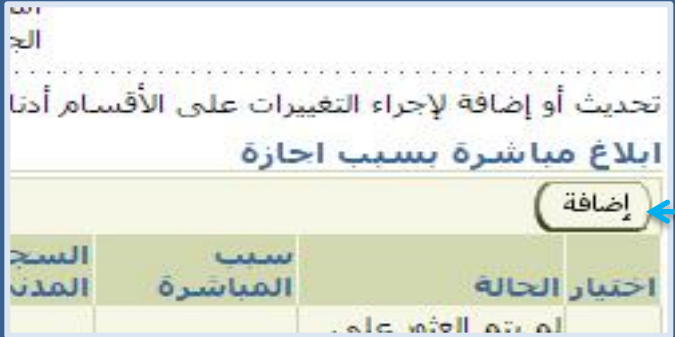 الج
تحديث أو إضافة لإجراء التغييرات على الأقسام أدنا
ابلاغ مباشرة بسبب اجازة
إضافة
اختيار الحالة سبب المباشرة السج المدن
لم يتم العثور على